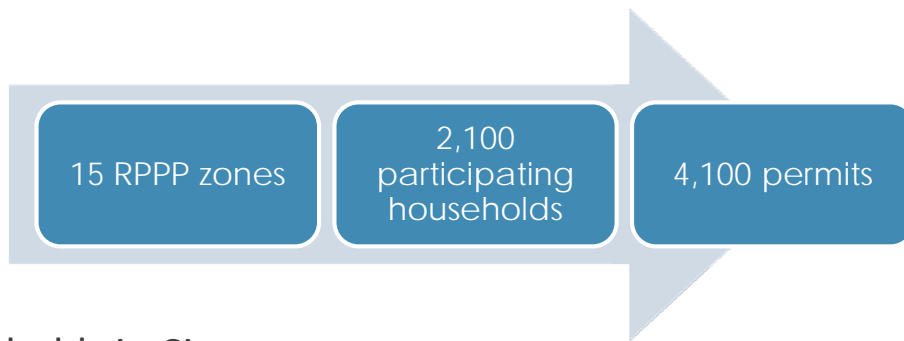 15 RPPP zones
2,100
participating
households
4,100 permits